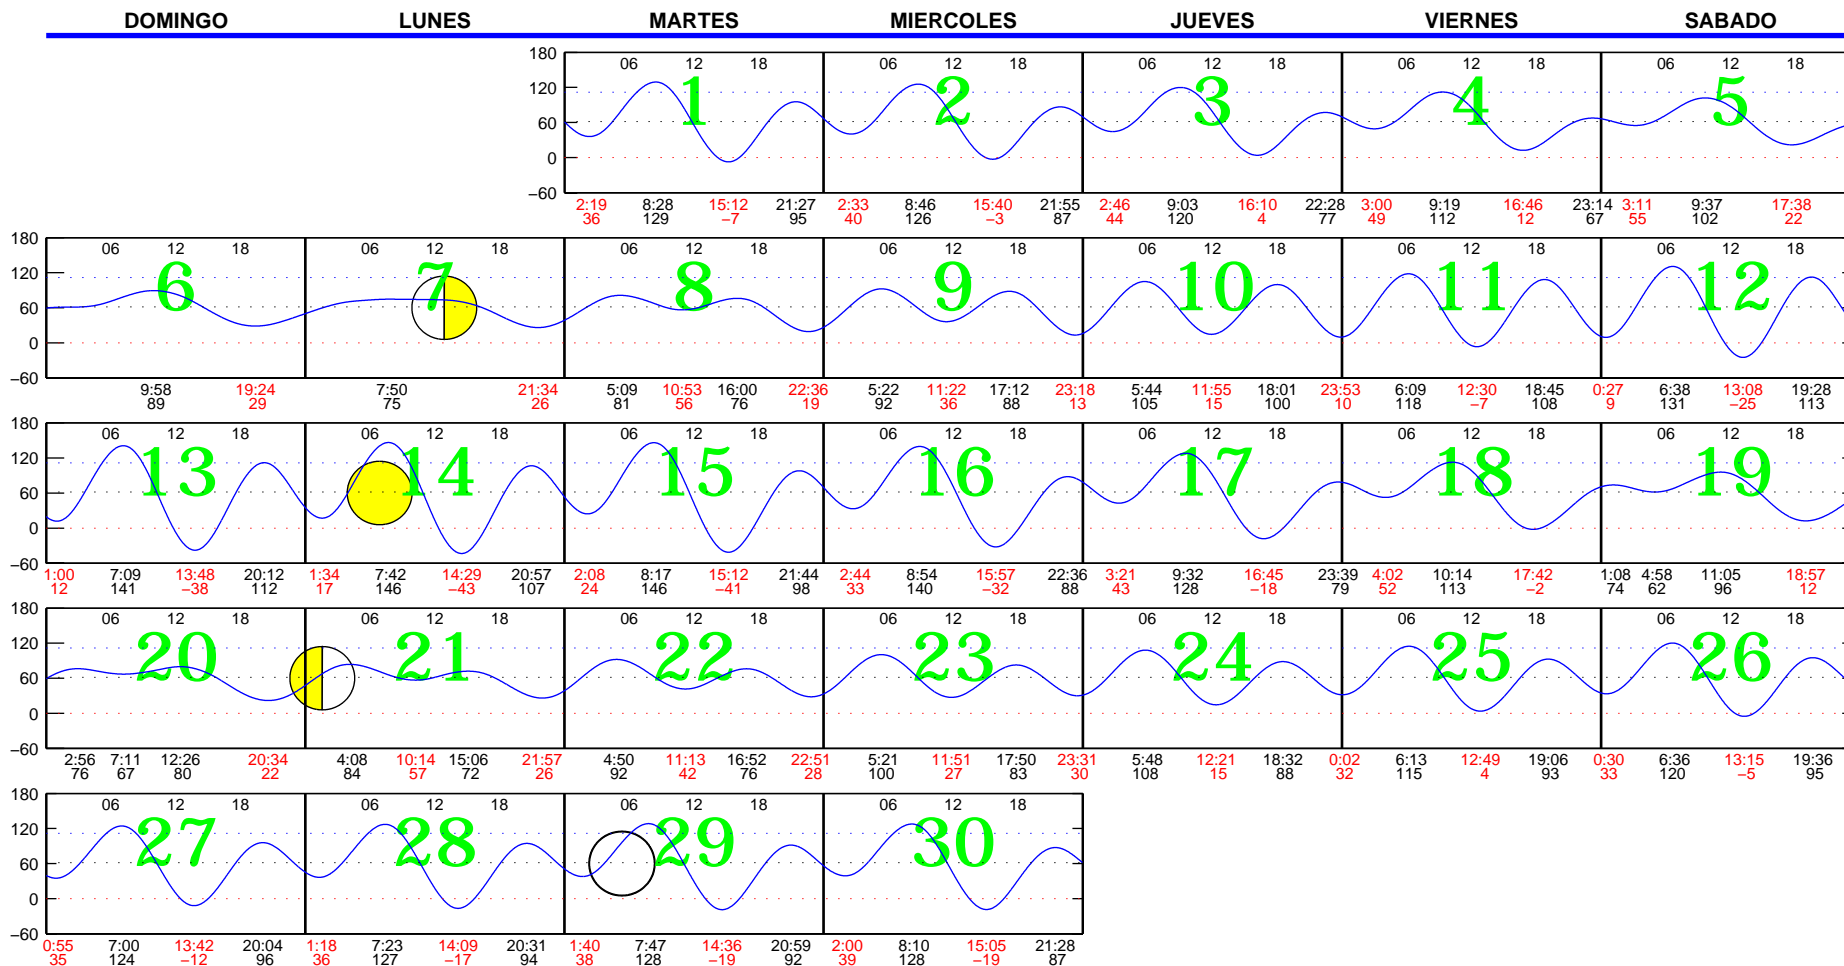 DOMINGO LUNES MARTES MIERCOLES JUEVES VIERNES SABADO
180 06 12 18 06 12 18 06 12 18 06 12 18 06 12 18
120 1 2 3 4 5
60
0
−60
2:19 8:28 15:12 21:27 2:33 8:46 15:40 21:55 2:46 9:03 16:10 22:28 3:00 9:19 16:46 23:14 3:11 9:37 17:38
36 129 −7 95 40 126 −3 87 44 120 4 77 49 112 12 67 55 102 22
180 06 12 18 06 12 18 06 12 18 06 12 18 06 12 18 06 12 18 06 12 18
120 6 7 8 9 10 11 12
60
0
−60
9:58 19:24 7:50 21:34 5:09 10:53 16:00 22:36 5:22 11:22 17:12 23:18 5:44 11:55 18:01 23:53 6:09 12:30 18:45 0:27 6:38 13:08 19:28
89 29 75 26 81 56 76 19 92 36 88 13 105 15 100 10 118 −7 108 9 131 −25 113
180 06 12 18 06 12 18 06 12 18 06 12 18 06 12 18 06 12 18 06 12 18
120 13 14 15 16 17 18 19
60
0
−60
1:00 7:09 13:48 20:12 1:34 7:42 14:29 20:57 2:08 8:17 15:12 21:44 2:44 8:54 15:57 22:36 3:21 9:32 16:45 23:39 4:02 10:14 17:42 1:08 4:58 11:05 18:57
12 141 −38 112 17 146 −43 107 24 146 −41 98 33 140 −32 88 43 128 −18 79 52 113 −2 74 62 96 12
180 06 12 18 06 12 18 06 12 18 06 12 18 06 12 18 06 12 18 06 12 18
120 20 21 22 23 24 25 26
60
0
−60
2:56 7:11 12:26 20:34 4:08 10:14 15:06 21:57 4:50 11:13 16:52 22:51 5:21 11:51 17:50 23:31 5:48 12:21 18:32 0:02 6:13 12:49 19:06 0:30 6:36 13:15 19:36
76 67 80 22 84 57 72 26 92 42 76 28 100 27 83 30 108 15 88 32 115 4 93 33 120 −5 95
180 06 12 18 06 12 18 06 12 18 06 12 18
120 27 28 29 30
60
0
−60
0:55 7:00 13:42 20:04 1:18 7:23 14:09 20:31 1:40 7:47 14:36 20:59 2:00 8:10 15:05 21:28
35 124 −12 96 36 127 −17 94 38 128 −19 92 39 128 −19 87